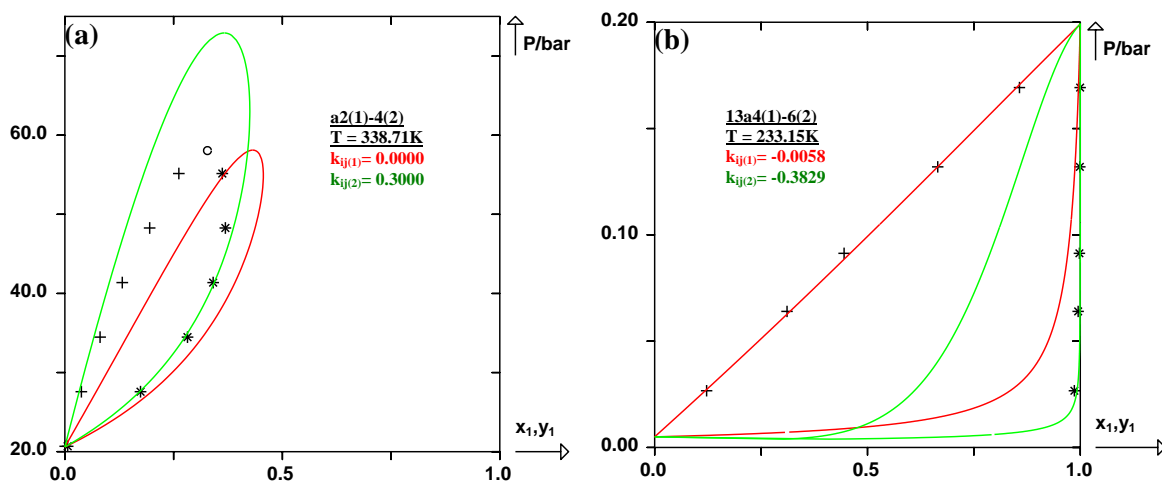 (a)
P/bar
a2(1)-4(2)
T = 338.71K
kij(1)= 0.0000
kij(2)= 0.3000
60.0
40.0
20.0
x1,y1
0.0
0.5
1.0
(b)
0.20
P/bar
13a4(1)-6(2)
T = 233.15K
kij(1)= -0.0058
kij(2)= -0.3829
0.10
0.00
x1,y1
0.0
0.5
1.0